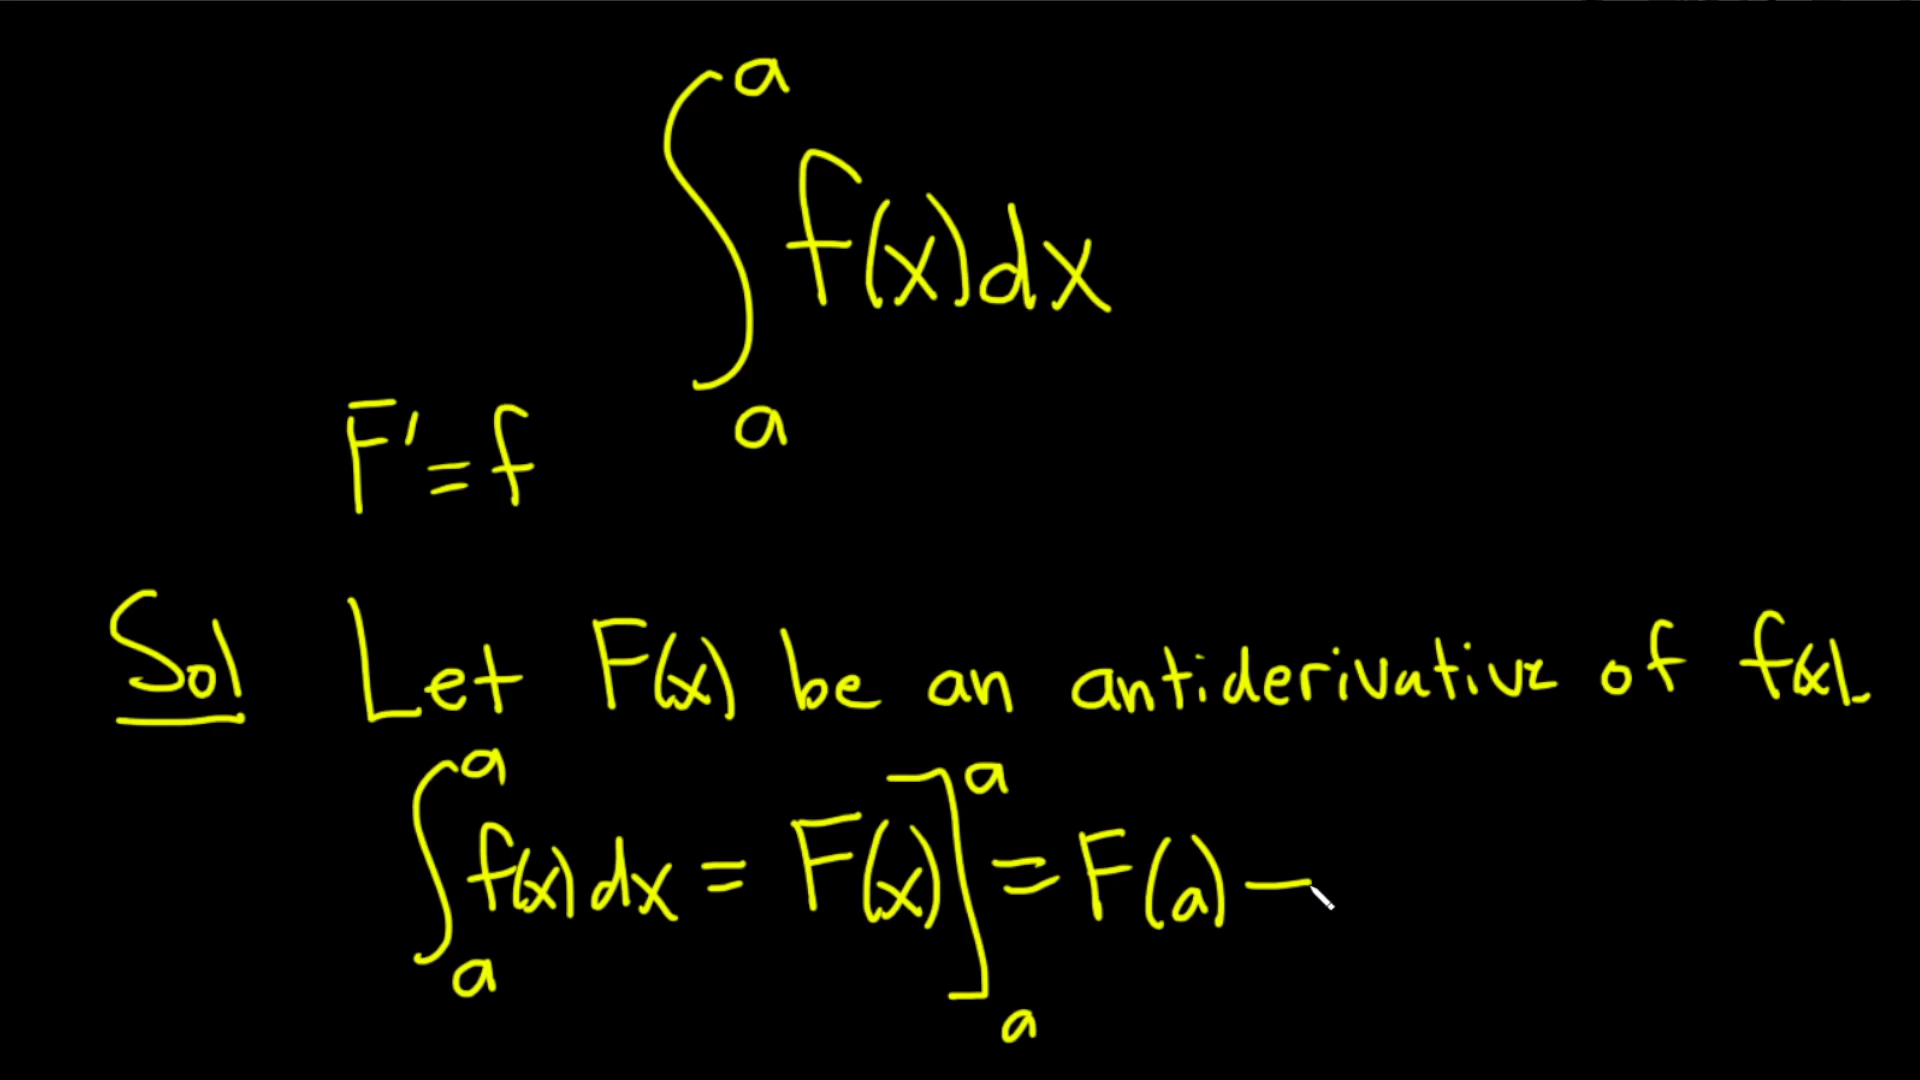 ∫ₐᵃ f(x)dx
F'=f
Sol Let F(x) be an antiderivative of f(x).
∫ₐᵃ f(x)dx = F(x)]ₐᵃ = F(a) —